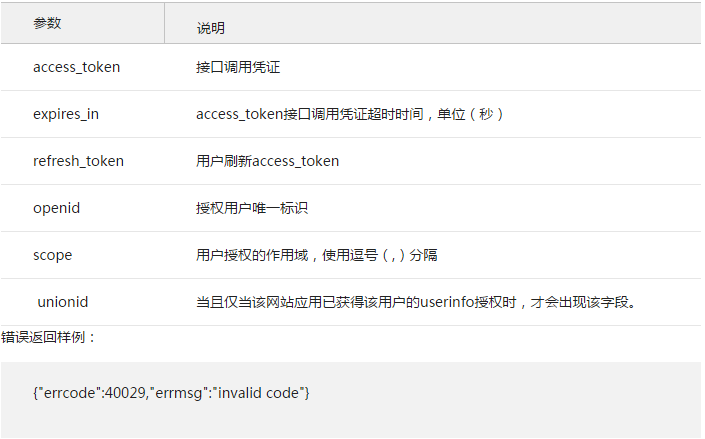 参数 说明
access_token 接口调用凭证
expires_in access_token接口调用凭证超时时间，单位（秒）
refresh_token 用户刷新access_token
openid 授权用户唯一标识
scope 用户授权的作用域，使用逗号（,）分隔
unionid 当且仅当该网站应用已获得该用户的userinfo授权时，才会出现该字段。
错误返回样例：
{"errcode":40029,"errmsg":"invalid code"}